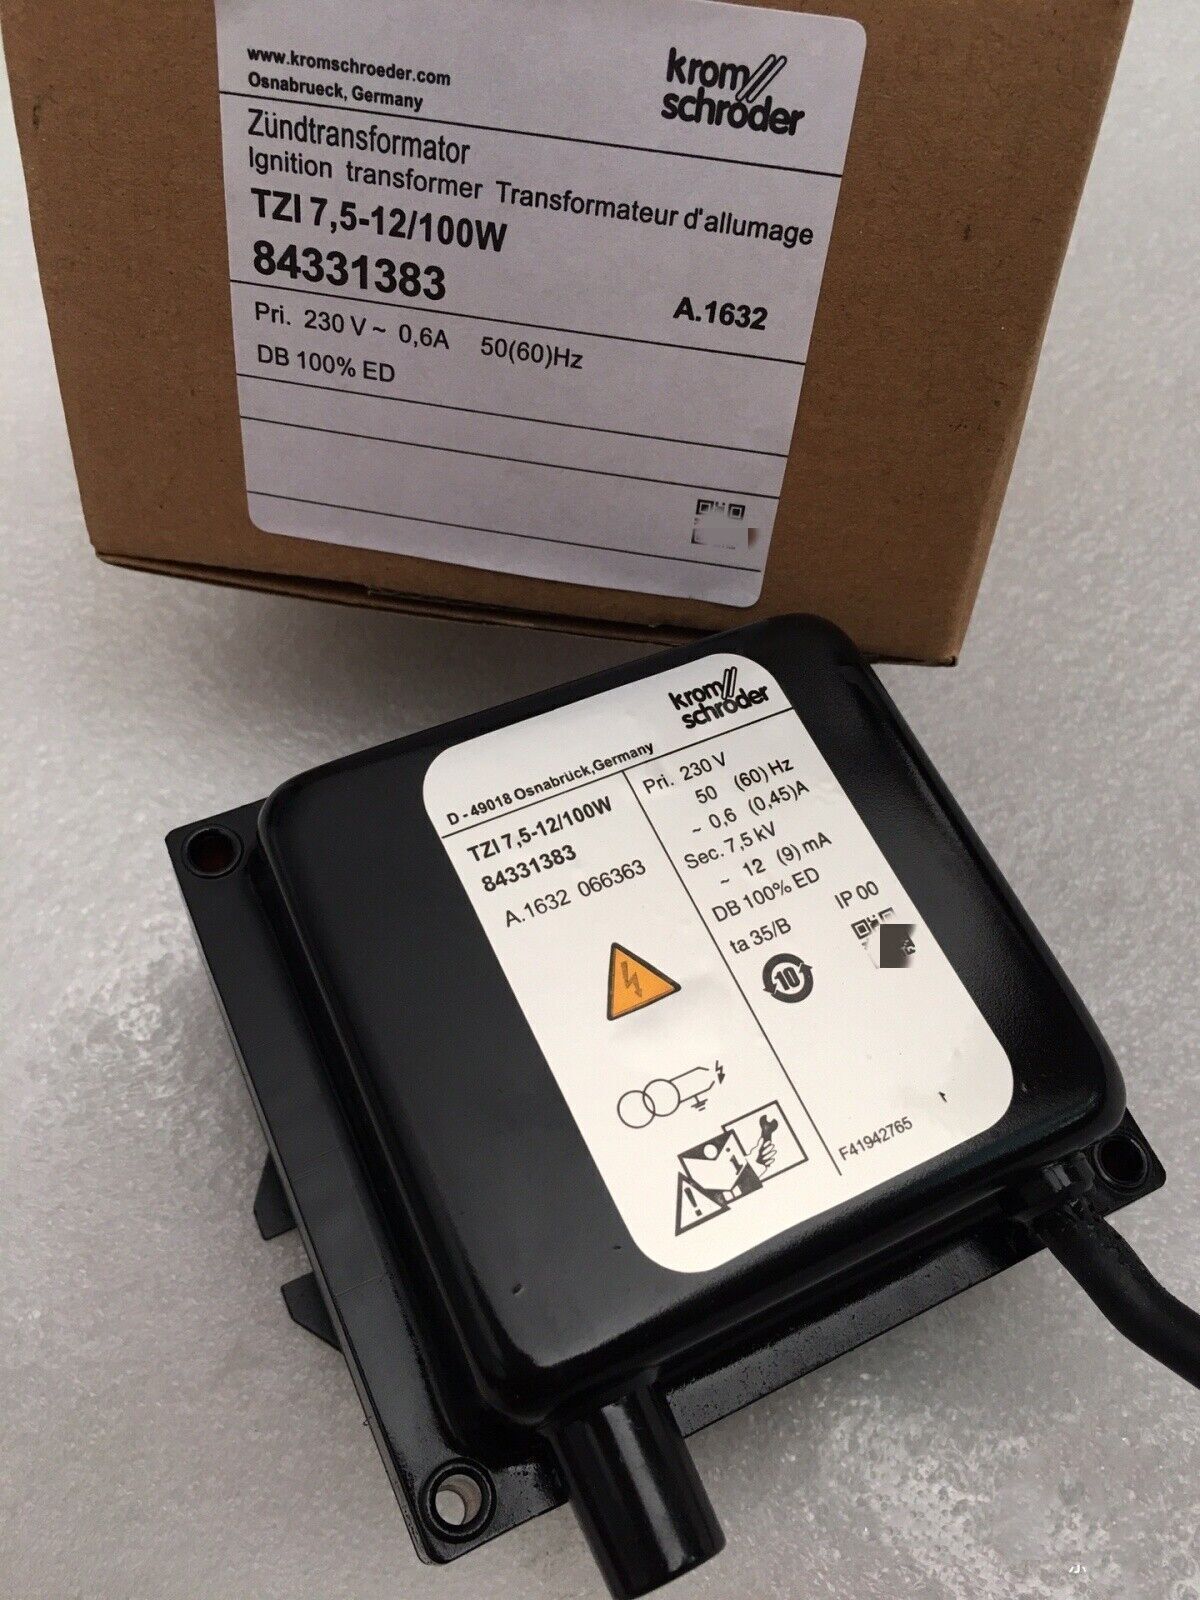 www.kromschroeder.com
Osnabrueck, Germany
krom
schröder
Zündtransformator
Ignition transformer Transformateur d'allumage
TZI 7,5-12/100W
84331383
A.1632
Pri. 230 V ~ 0,6A 50(60)Hz
DB 100% ED
krom
schröder
D - 49018 Osnabrück,Germany
TZI 7,5-12/100W
84331383
A.1632 066363
Pri. 230 V
50 (60) Hz
~ 0,6 (0,45)A
Sec. 7,5 kV
~ 12 (9) mA
DB 100% ED
ta 35/B IP 00
10
i
!
F41942765